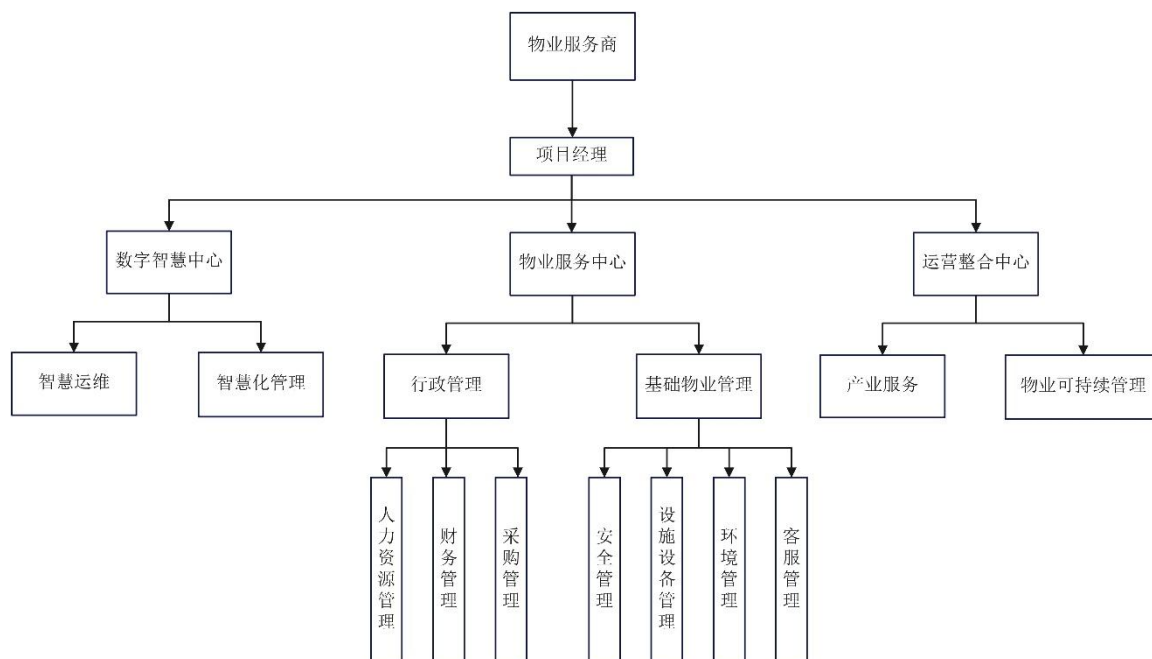 物业服务商
项目经理
数字智慧中心
物业服务中心
运营整合中心
智慧运维
智慧化管理
行政管理
基础物业管理
产业服务
物业可持续管理
人力资源管理
财务管理
采购管理
安全管理
设施设备管理
环境管理
客服管理